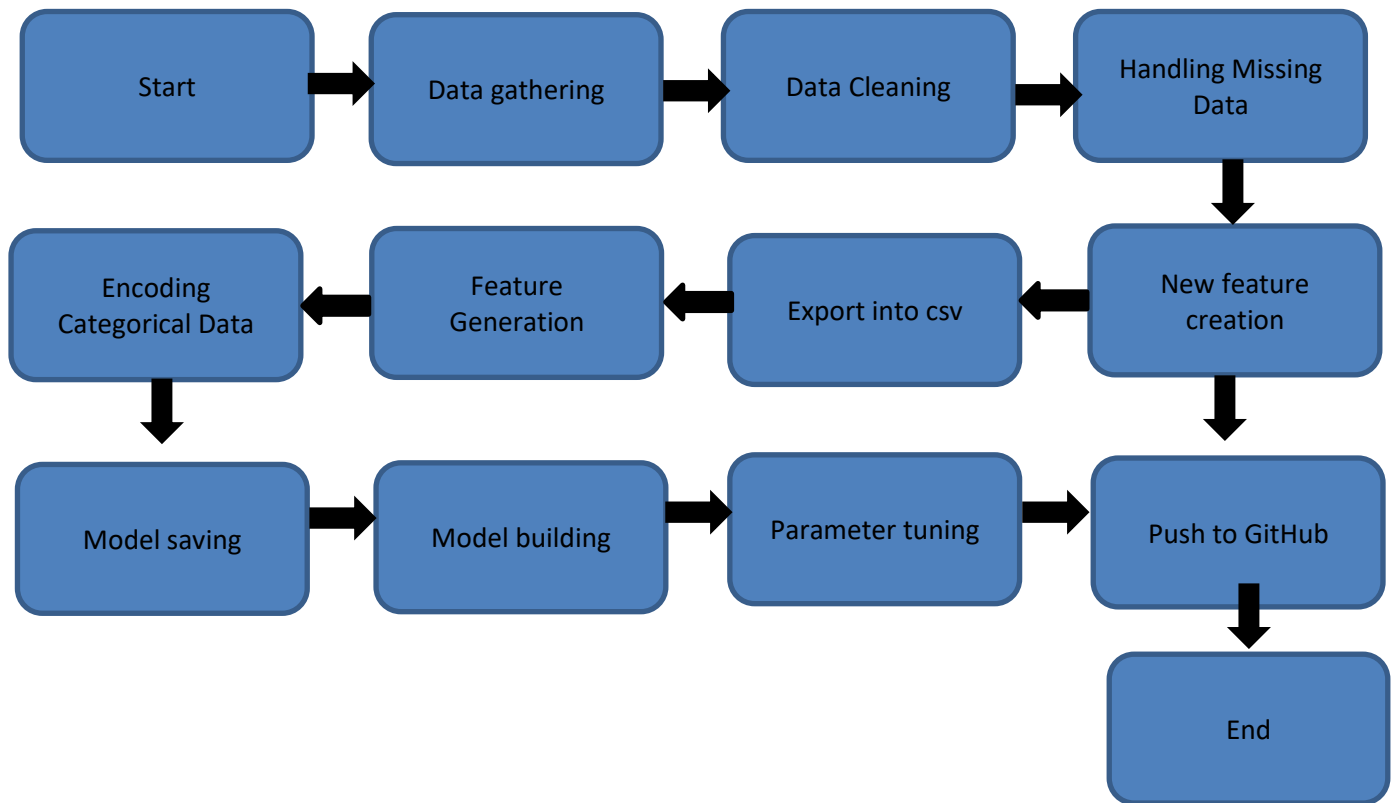 Start
Data gathering
Data Cleaning
Handling Missing
Data
New feature
creation
Export into csv
Feature
Generation
Encoding
Categorical Data
Model saving
Model building
Parameter tuning
Push to GitHub
End